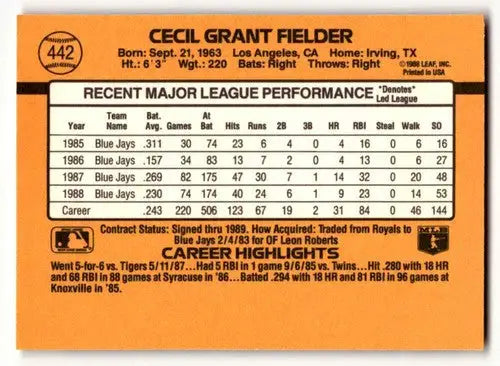 442
CECIL GRANT FIELDER
Born: Sept. 21, 1963 Los Angeles, CA Home: Irving, TX
Ht.: 6' 3" Wgt.: 220 Bats: Right Throws: Right
©1988 LEAF, INC.
Printed in USA
RECENT MAJOR LEAGUE PERFORMANCE *Denotes* Led League
Year Team Name Bat. Avg. Games At Bat Hits Runs 2B 3B HR RBI Steal Walk SO
1985 Blue Jays .311 30 74 23 6 4 0 4 16 0 6 16
1986 Blue Jays .156 34 83 13 7 2 0 4 13 0 6 27
1987 Blue Jays .269 82 175 47 30 7 1 14 32 0 20 48
1988 Blue Jays .230 74 174 40 24 6 1 9 23 0 14 53
Career .243 220 506 123 67 19 2 31 84 0 46 144
Contract Status: Signed thru 1989. How Acquired: Traded from Royals to
Blue Jays 2/4/83 for OF Leon Roberts
MLB
CAREER HIGHLIGHTS
Went 5-for-6 vs. Tigers 5/11/87...Had 5 RBI in 1 game 9/6/85 vs. Twins...Hit .280 with 18 HR
and 68 RBI in 88 games at Syracuse in '86...Batted .294 with 18 HR and 81 RBI in 96 games at
Knoxville in '85.